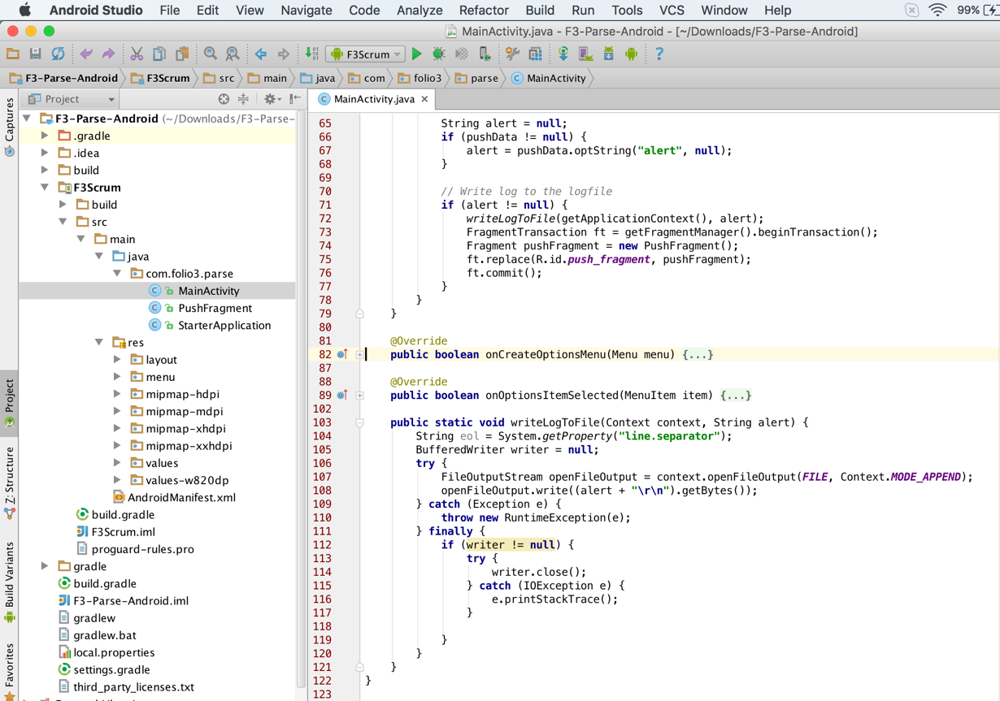 Android Studio File Edit View Navigate Code Analyze Refactor Build Run Tools VCS Window Help 99%
MainActivity.java - F3-Parse-Android - [~/Downloads/F3-Parse-Android]
F3Scrum
F3-Parse-Android F3Scrum src main java com folio3 parse MainActivity
Project
MainActivity.java
Captures
Project
Z: Structure
Build Variants
Favorites
F3-Parse-Android (~/Downloads/F3-Parse-
.gradle
.idea
build
F3Scrum
build
src
main
java
com.folio3.parse
MainActivity
PushFragment
StarterApplication
res
layout
menu
mipmap-hdpi
mipmap-mdpi
mipmap-xhdpi
mipmap-xxhdpi
values
values-w820dp
AndroidManifest.xml
build.gradle
F3Scrum.iml
proguard-rules.pro
gradle
build.gradle
F3-Parse-Android.iml
gradlew
gradlew.bat
local.properties
settings.gradle
third_party_licenses.txt
65 String alert = null;
66 if (pushData != null) {
67 alert = pushData.optString("alert", null);
68 }
69
70 // Write log to the logfile
71 if (alert != null) {
72 writeLogToFile(getApplicationContext(), alert);
73 FragmentTransaction ft = getFragmentManager().beginTransaction();
74 Fragment pushFragment = new PushFragment();
75 ft.replace(R.id.push_fragment, pushFragment);
76 ft.commit();
77 }
78 }
79 }
80
81 @Override
82 public boolean onCreateOptionsMenu(Menu menu) {...}
87
88 @Override
89 public boolean onOptionsItemSelected(MenuItem item) {...}
102
103 public static void writeLogToFile(Context context, String alert) {
104 String eol = System.getProperty("line.separator");
105 BufferedWriter writer = null;
106 try {
107 FileOutputStream openFileOutput = context.openFileOutput(FILE, Context.MODE_APPEND);
108 openFileOutput.write((alert + "\r\n").getBytes());
109 } catch (Exception e) {
110 throw new RuntimeException(e);
111 } finally {
112 if (writer != null) {
113 try {
114 writer.close();
115 } catch (IOException e) {
116 e.printStackTrace();
117 }
118
119 }
120 }
121 }
122 }
123